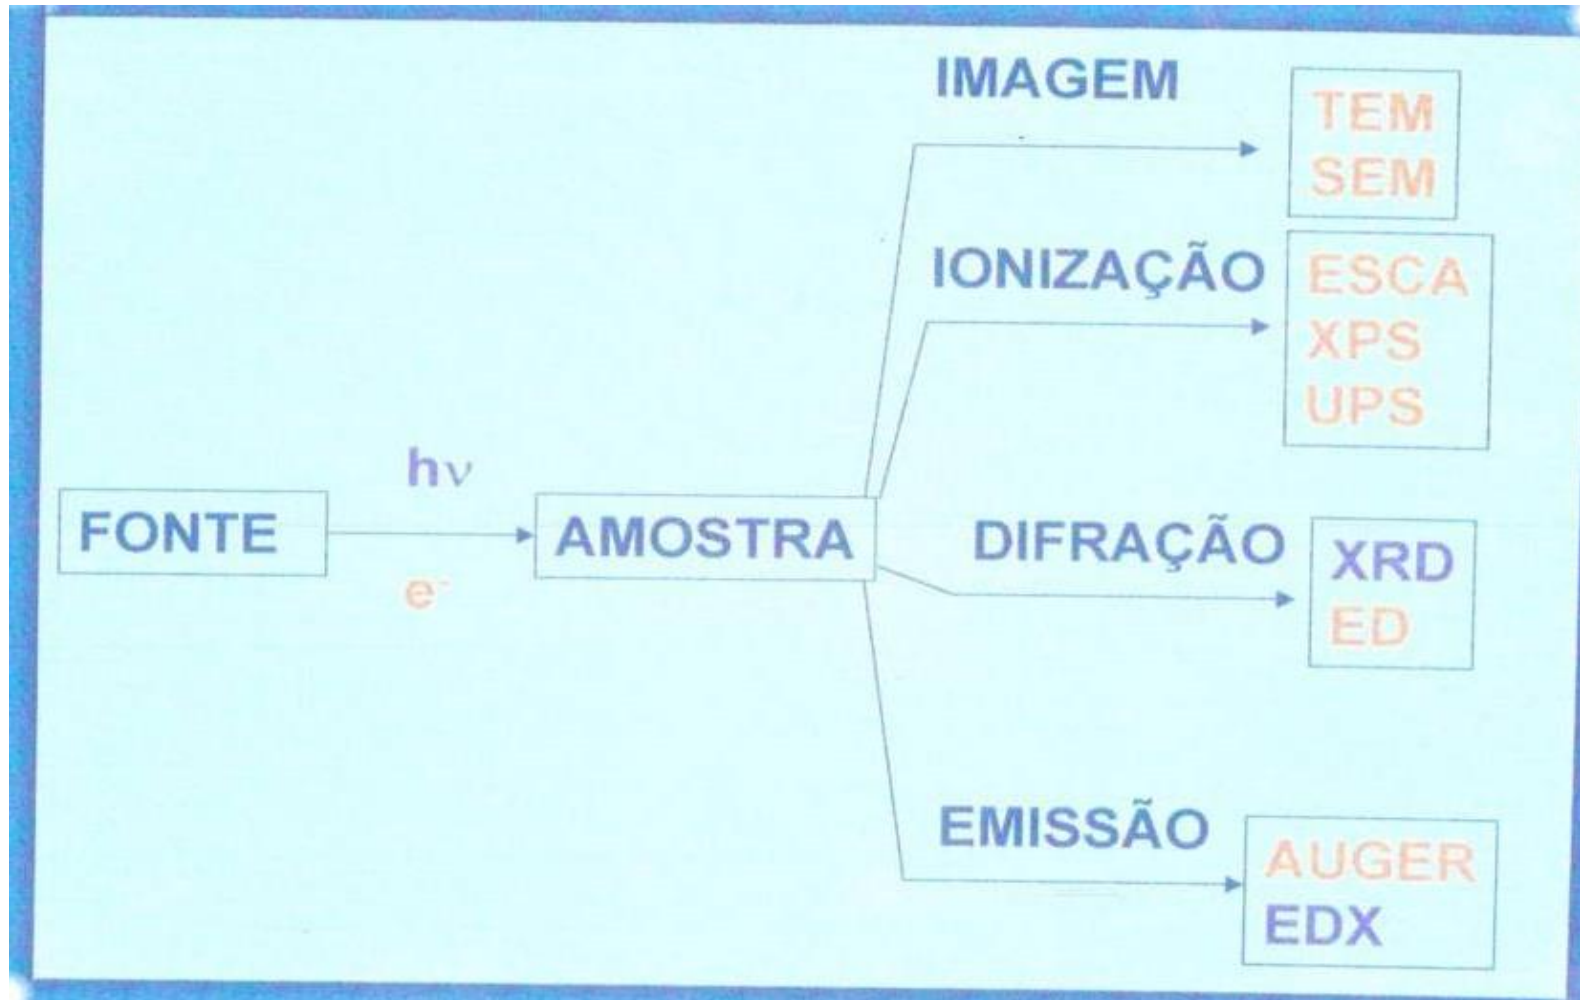 IMAGEM
TEM
SEM
IONIZAÇÃO
ESCA
XPS
UPS
hν
FONTE
e⁻
AMOSTRA
DIFRAÇÃO
XRD
ED
EMISSÃO
AUGER
EDX